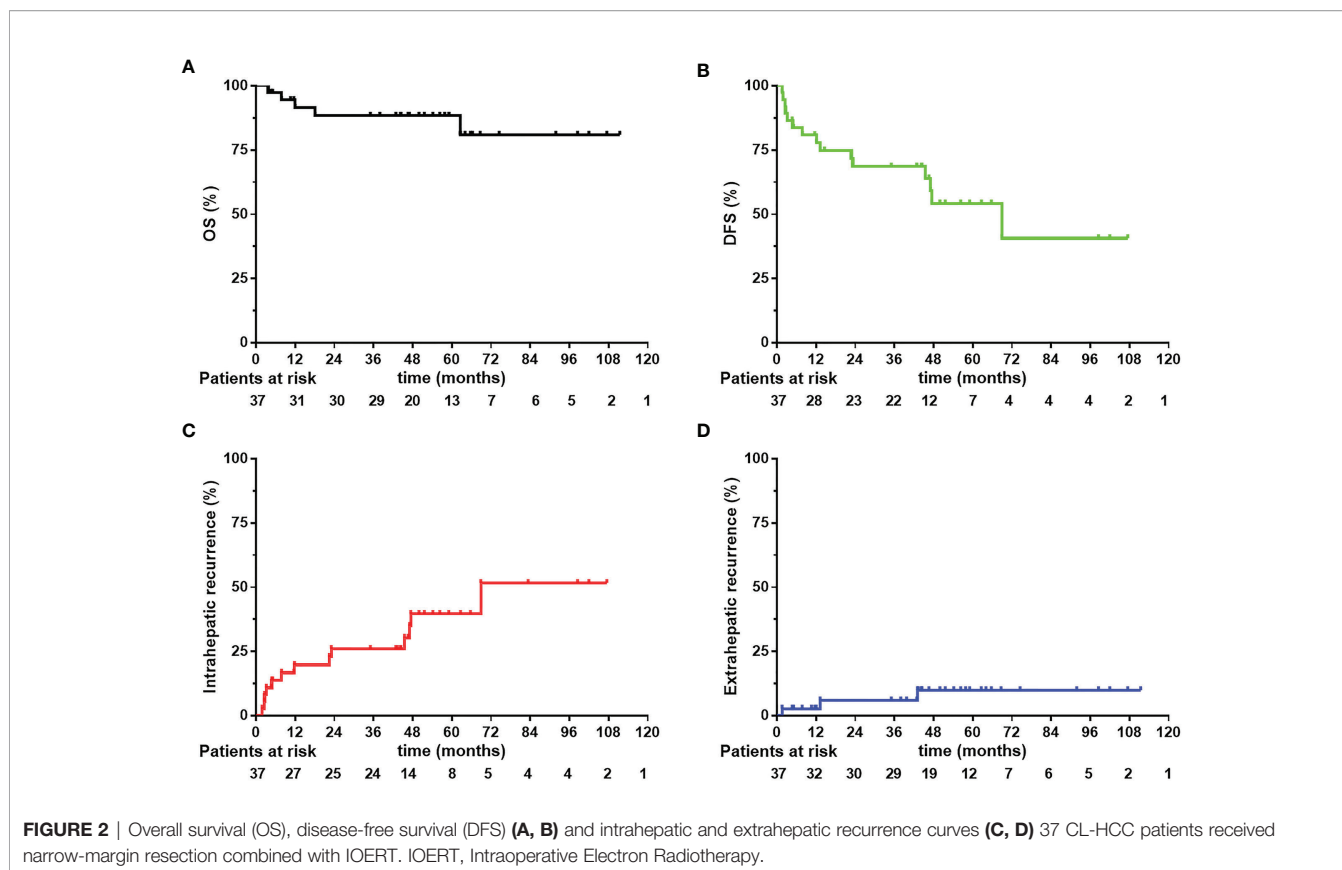 A
100
75
50
25
0
OS (%)
0 12 24 36 48 60 72 84 96 108 120
Patients at risk time (months)
37 31 30 29 20 13 7 6 5 2 1
B
100
75
50
25
0
DFS (%)
0 12 24 36 48 60 72 84 96 108 120
Patients at risk time (months)
37 28 23 22 12 7 4 4 4 2 1
C
100
75
50
25
0
Intrahepatic recurrence (%)
0 12 24 36 48 60 72 84 96 108 120
Patients at risk time (months)
37 27 25 24 14 8 5 4 4 2 1
D
100
75
50
25
0
Extrahepatic recurrence (%)
0 12 24 36 48 60 72 84 96 108 120
Patients at risk time (months)
37 32 30 29 19 12 7 6 5 2 1
FIGURE 2 | Overall survival (OS), disease-free survival (DFS) (A, B) and intrahepatic and extrahepatic recurrence curves (C, D) 37 CL-HCC patients received
narrow-margin resection combined with IOERT. IOERT, Intraoperative Electron Radiotherapy.